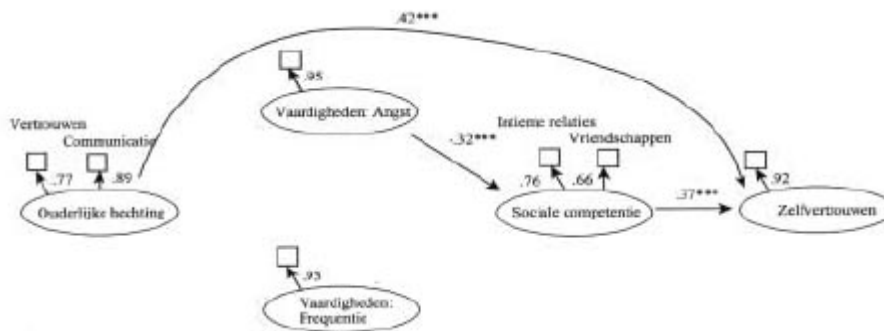 .42***
.95
Vaardigheden: Angst
Vertrouwen
Communicatie
.77
.89
Ouderlijke hechting
-.32***
Intieme relaties
Vriendschappen
.76
.66
Sociale competentie
.37***
.92
Zelfvertrouwen
.93
Vaardigheden:
Frequentie